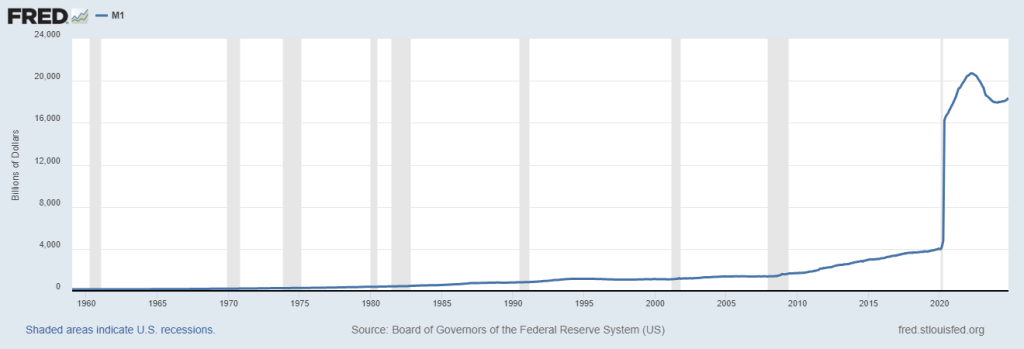 FRED
M1
24,000
20,000
16,000
12,000
8,000
4,000
0
Billions of Dollars
1960 1965 1970 1975 1980 1985 1990 1995 2000 2005 2010 2015 2020
Shaded areas indicate U.S. recessions. Source: Board of Governors of the Federal Reserve System (US) fred.stlouisfed.org